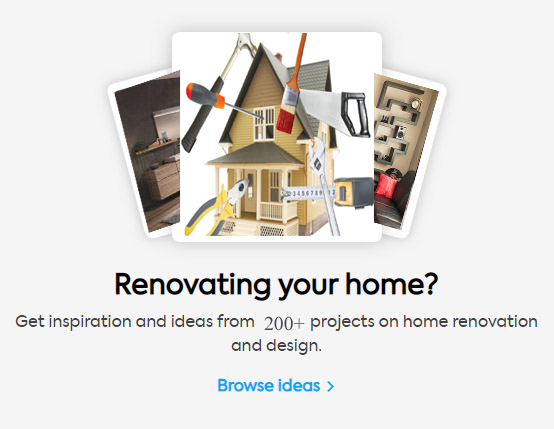 Renovating your home?
Get inspiration and ideas from 200+ projects on home renovation
and design.
Browse ideas >